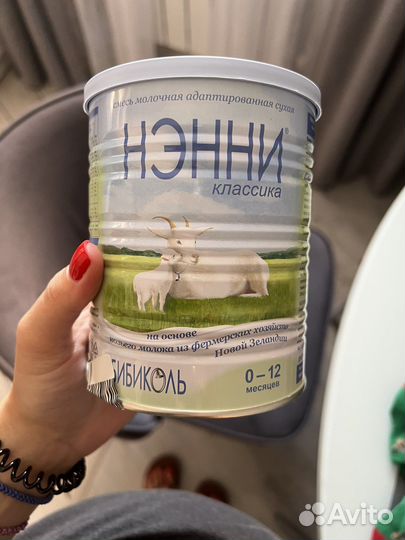 смесь молочная адаптированная сухая
НЭННИ®
классика
на основе
козьего молока из фермерских хозяйств
Новой Зеландии
БИБИКОЛЬ
0–12
месяцев
Avito